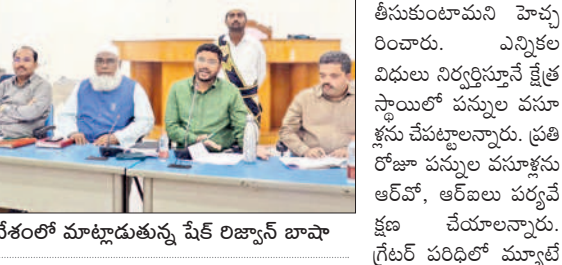 తీసుకుంటామని హెచ్చ
రించారు. ఎన్నికల
విధులు నిర్వర్తిస్తూనే క్షేత్ర
స్థాయిలో పన్నుల వసూ
ళ్లను చేపట్టాలన్నారు. ప్రతి
రోజూ పన్నుల వసూళ్లను
ఆర్‌వో, ఆర్‌ఐలు పర్యవే
క్షణ చేయాలన్నారు.
గ్రేటర్ పరిధిలో మ్యూటే
మాట్లాడుతున్న షేక్ రిజ్వాన్ బాషా